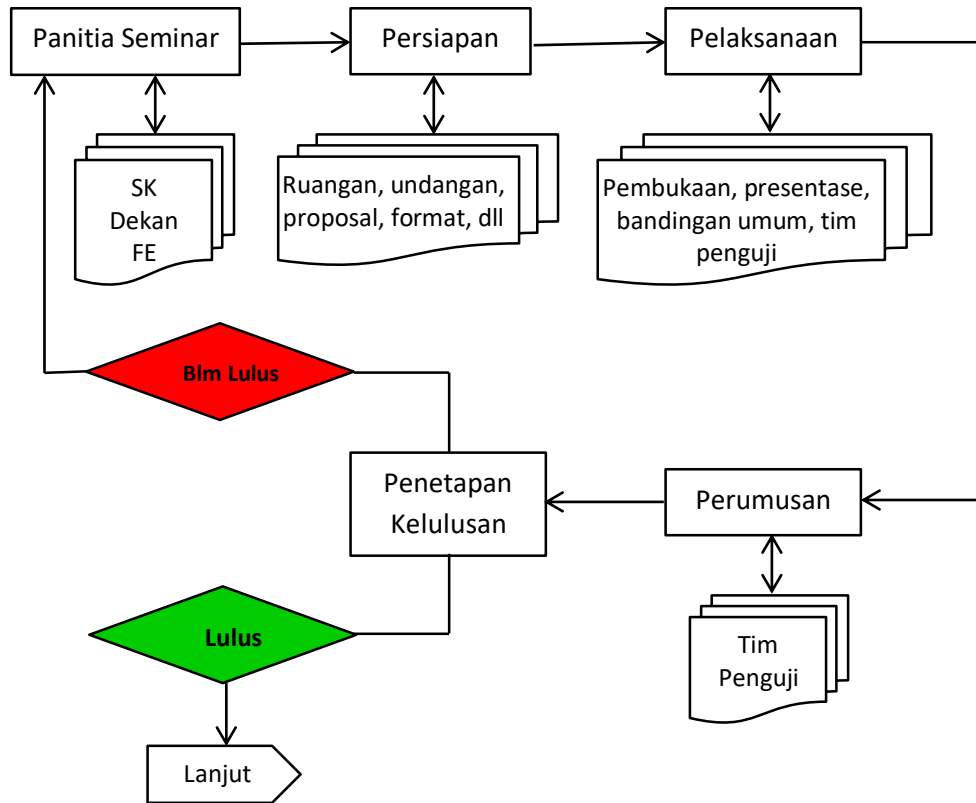 Panitia Seminar
Persiapan
Pelaksanaan
SK
Dekan
FE
Ruangan, undangan,
proposal, format, dll
Pembukaan, presentase,
bandingan umum, tim
penguji
Blm Lulus
Penetapan
Kelulusan
Perumusan
Lulus
Tim
Penguji
Lanjut